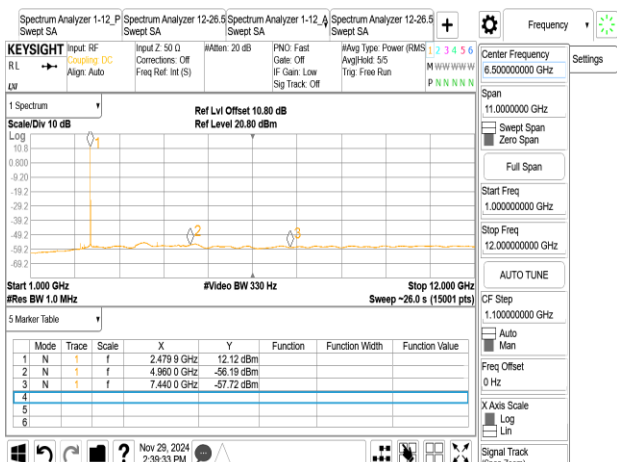 Spectrum Analyzer 1-12_P
Swept SA
Spectrum Analyzer 12-26.5
Swept SA
Spectrum Analyzer 1-12_A
Swept SA
Spectrum Analyzer 12-26.5
Swept SA
+
Frequency
KEYSIGHT
RL
Input: RF
Coupling: DC
Align: Auto
Input Z: 50 Ω
Corrections: Off
Freq Ref: Int (S)
#Atten: 20 dB
PNO: Fast
Gate: Off
IF Gain: Low
Sig Track: Off
#Avg Type: Power (RMS
Avg|Hold: 5/5
Trig: Free Run
1 2 3 4 5 6
M W W W W W
P N N N N N
1 Spectrum
Scale/Div 10 dB
Ref Lvl Offset 10.80 dB
Ref Level 20.80 dBm
Log
10.8
0.800
-9.20
-19.2
-29.2
-39.2
-49.2
-59.2
-69.2
1
2
3
Start 1.000 GHz
#Res BW 1.0 MHz
#Video BW 330 Hz
Stop 12.000 GHz
Sweep ~26.0 s (15001 pts)
5 Marker Table
Mode Trace Scale X Y Function Function Width Function Value
1 N 1 f 2.479 9 GHz 12.12 dBm
2 N 1 f 4.960 0 GHz -56.19 dBm
3 N 1 f 7.440 0 GHz -57.72 dBm
4
5
6
Nov 29, 2024
2:39:33 PM
Center Frequency
6.500000000 GHz
Settings
Span
11.0000000 GHz
Swept Span
Zero Span
Full Span
Start Freq
1.000000000 GHz
Stop Freq
12.000000000 GHz
AUTO TUNE
CF Step
1.100000000 GHz
Auto
Man
Freq Offset
0 Hz
X Axis Scale
Log
Lin
Signal Track